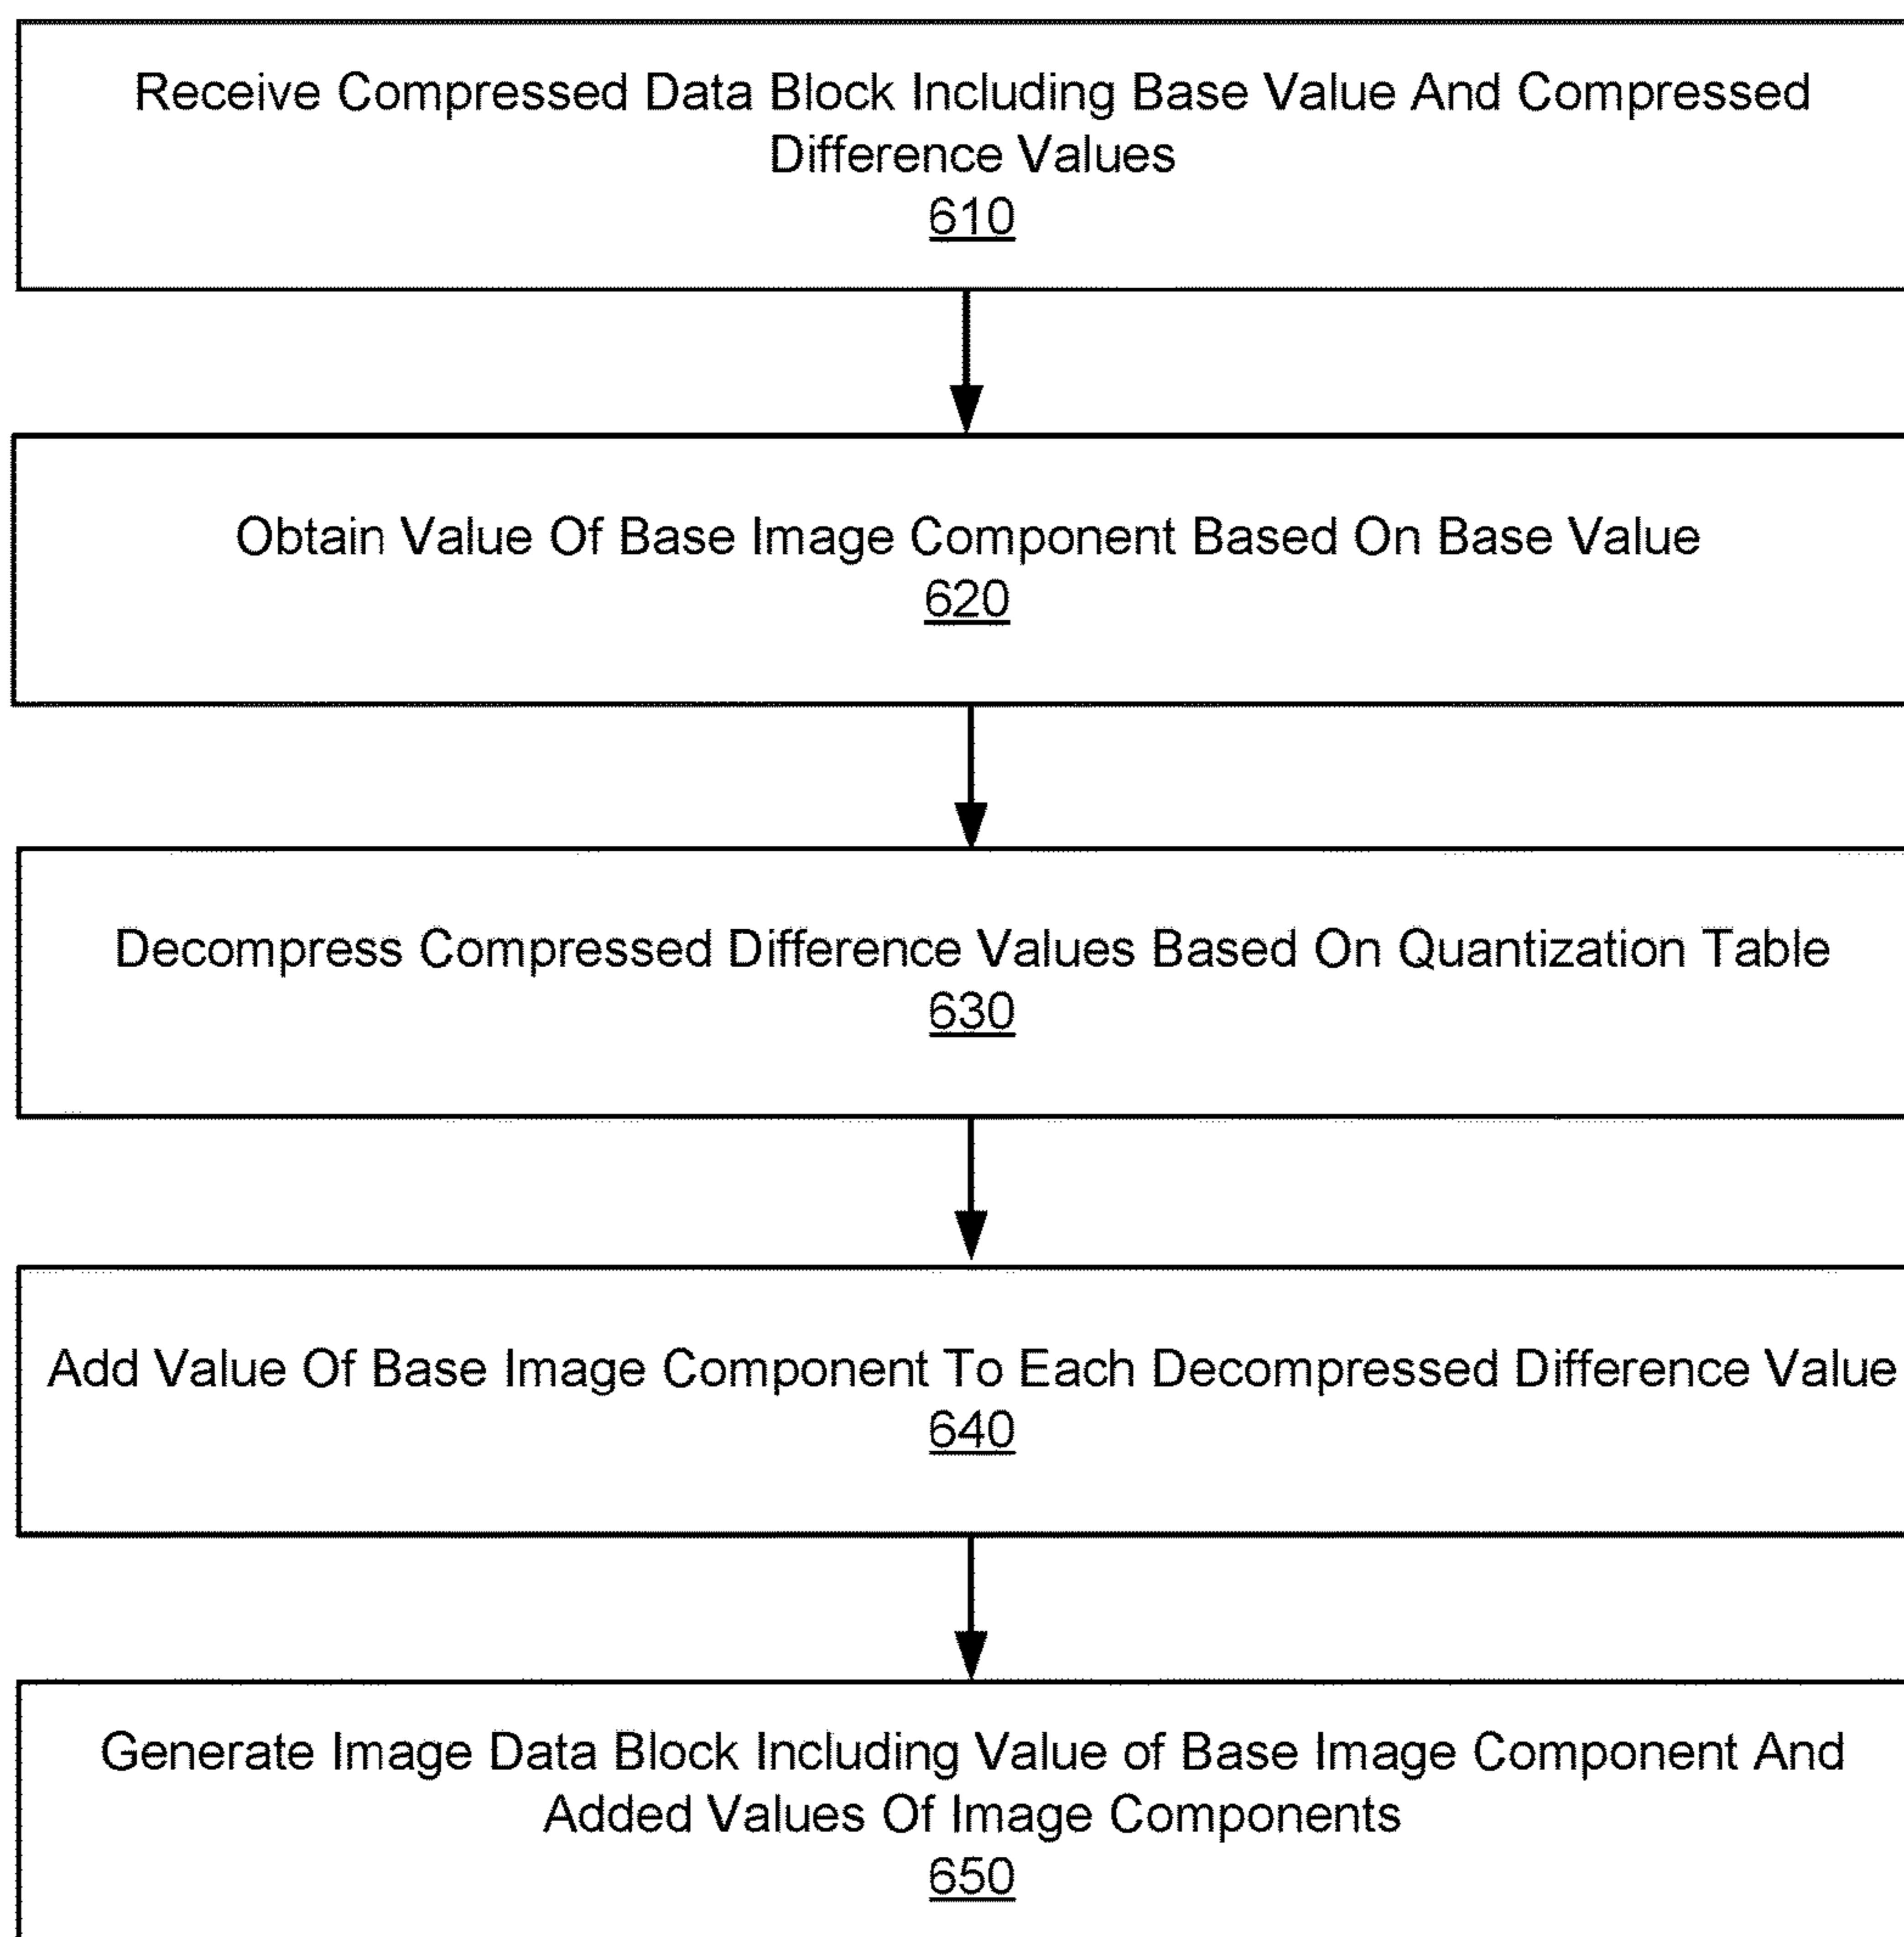 Receive Compressed Data Block Including Base Value And Compressed
Difference Values
610
Obtain Value Of Base Image Component Based On Base Value
620
Decompress Compressed Difference Values Based On Quantization Table
630
Add Value Of Base Image Component To Each Decompressed Difference Value
640
Generate Image Data Block Including Value of Base Image Component And
Added Values Of Image Components
650